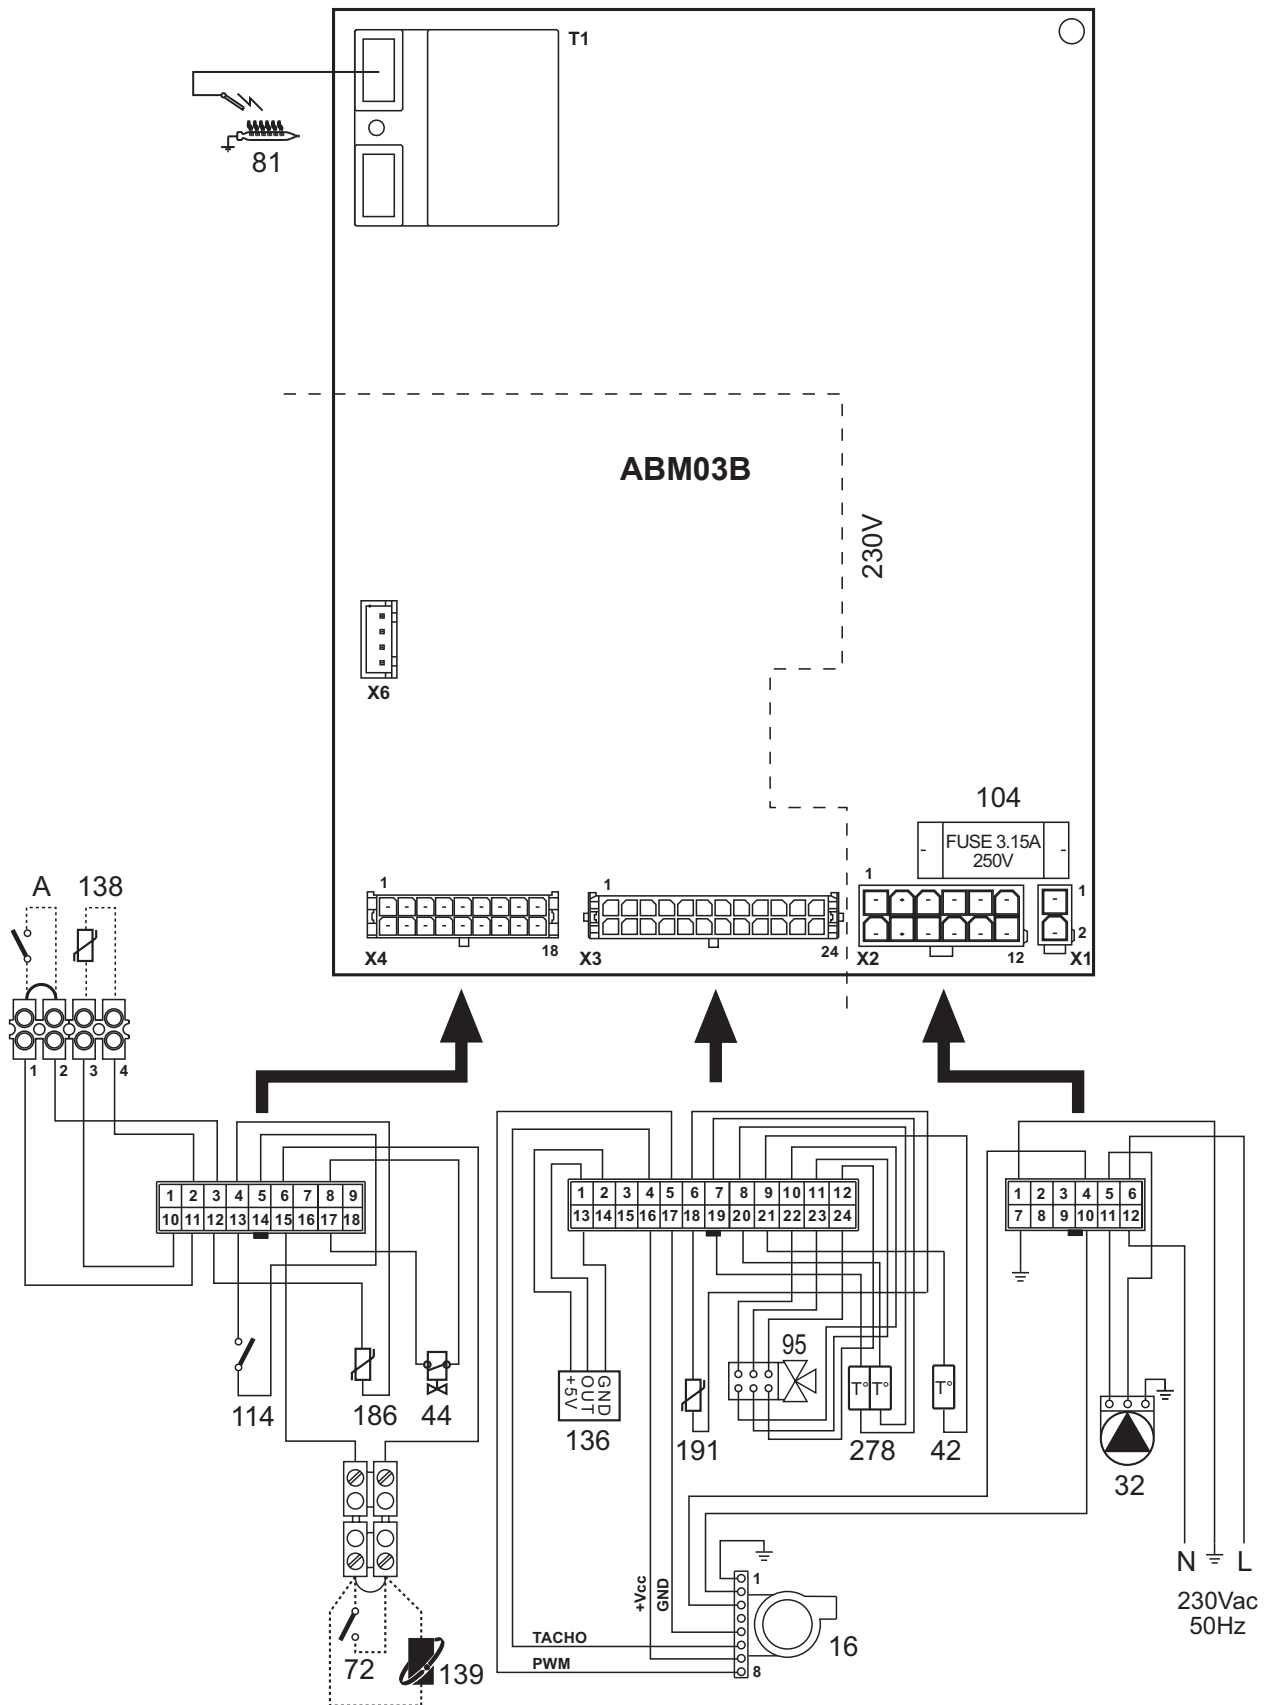 T1
81
ABM03B
230V
X6
104
FUSE 3.15A
250V
1
1
1
1
2
X4
18
X3
24
X2
12
X1
A
138
1
2
3
4
1 2 3 4 5 6 7 8 9
10 11 12 13 14 15 16 17 18
1 2 3 4 5 6 7 8 9 10 11 12
13 14 15 16 17 18 19 20 21 22 23 24
1 2 3 4 5 6
7 8 9 10 11 12
114
186
44
+5V
OUT
GND
136
191
95
T° T°
278
T°
42
32
N
L
230Vac
50Hz
+Vcc
GND
TACHO
PWM
1
8
16
72
139